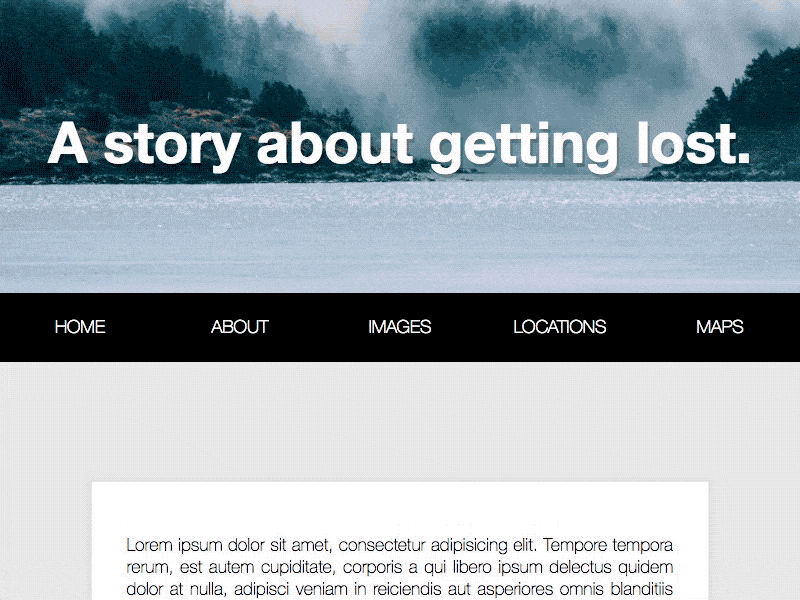 A story about getting lost.
HOME ABOUT IMAGES LOCATIONS MAPS
Lorem ipsum dolor sit amet, consectetur adipisicing elit. Tempore tempora
rerum, est autem cupiditate, corporis a qui libero ipsum delectus quidem
dolor at nulla, adipisci veniam in reiciendis aut asperiores omnis blanditiis